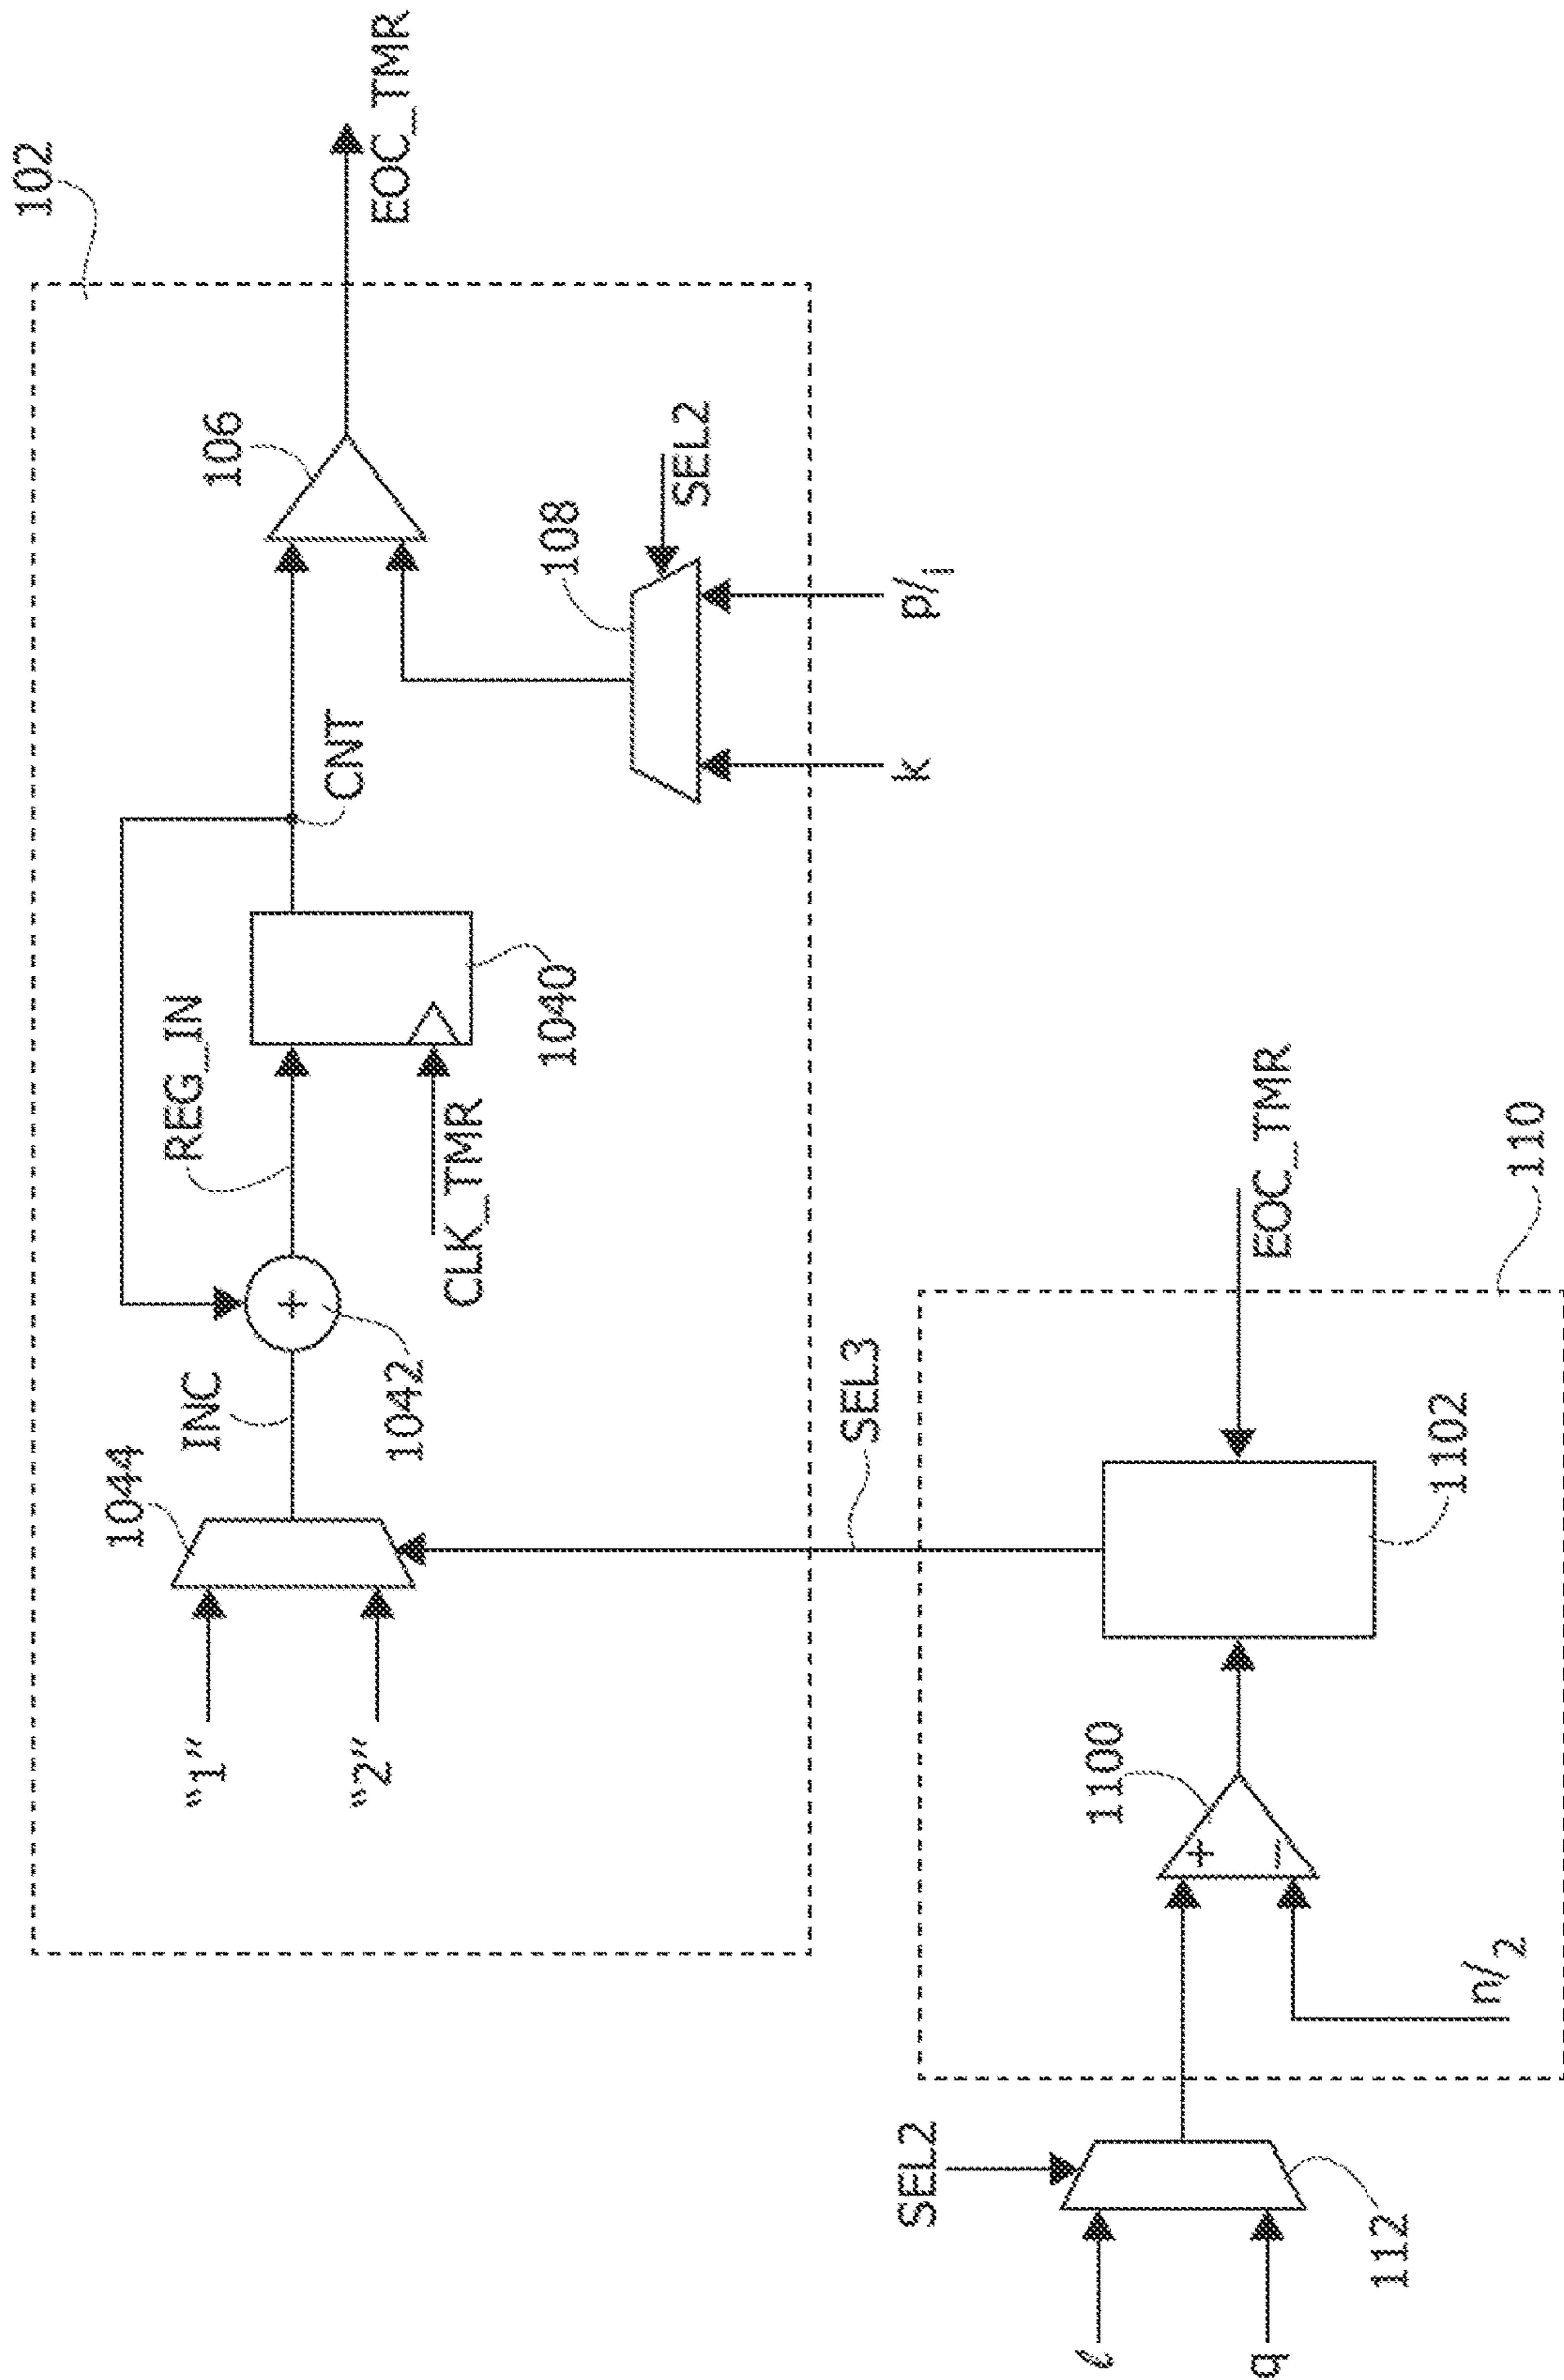 102
EOC_TMR
106
SEL2
108
p/i
k
CNT
REG_IN
1040
CLK_TMR
INC
1042
1044
"1"
"2"
SEL3
EOC_TMR
110
1102
1100
n/2
SEL2
112
ℓ
q